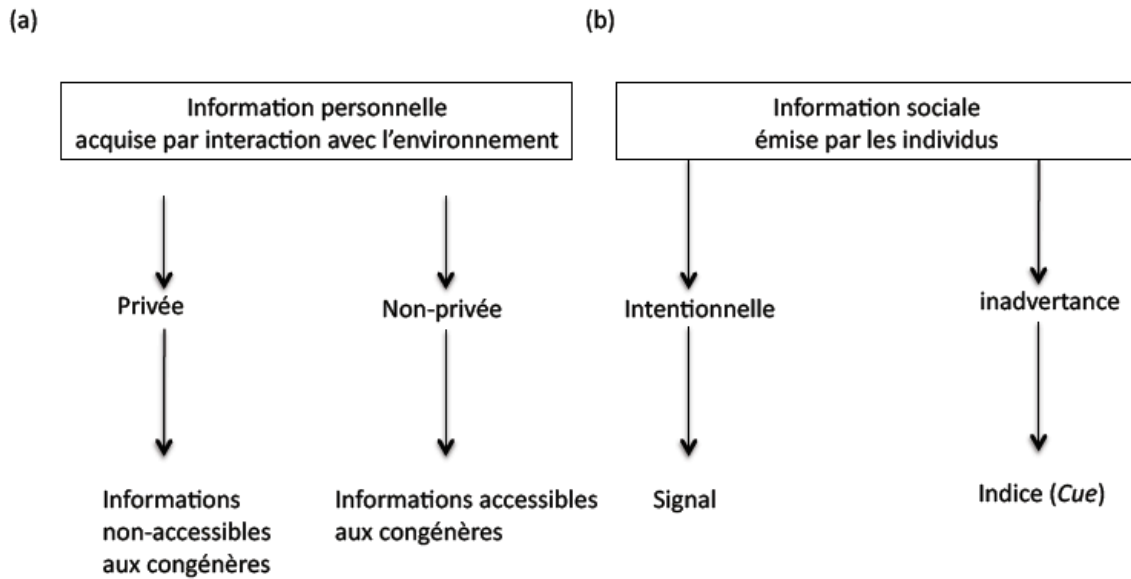 (a)
Information personnelle
acquise par interaction avec l'environnement
Privée
Non-privée
Informations
non-accessibles
aux congénères
Informations accessibles
aux congénères
(b)
Information sociale
émise par les individus
Intentionnelle
inadvertance
Signal
Indice (Cue)